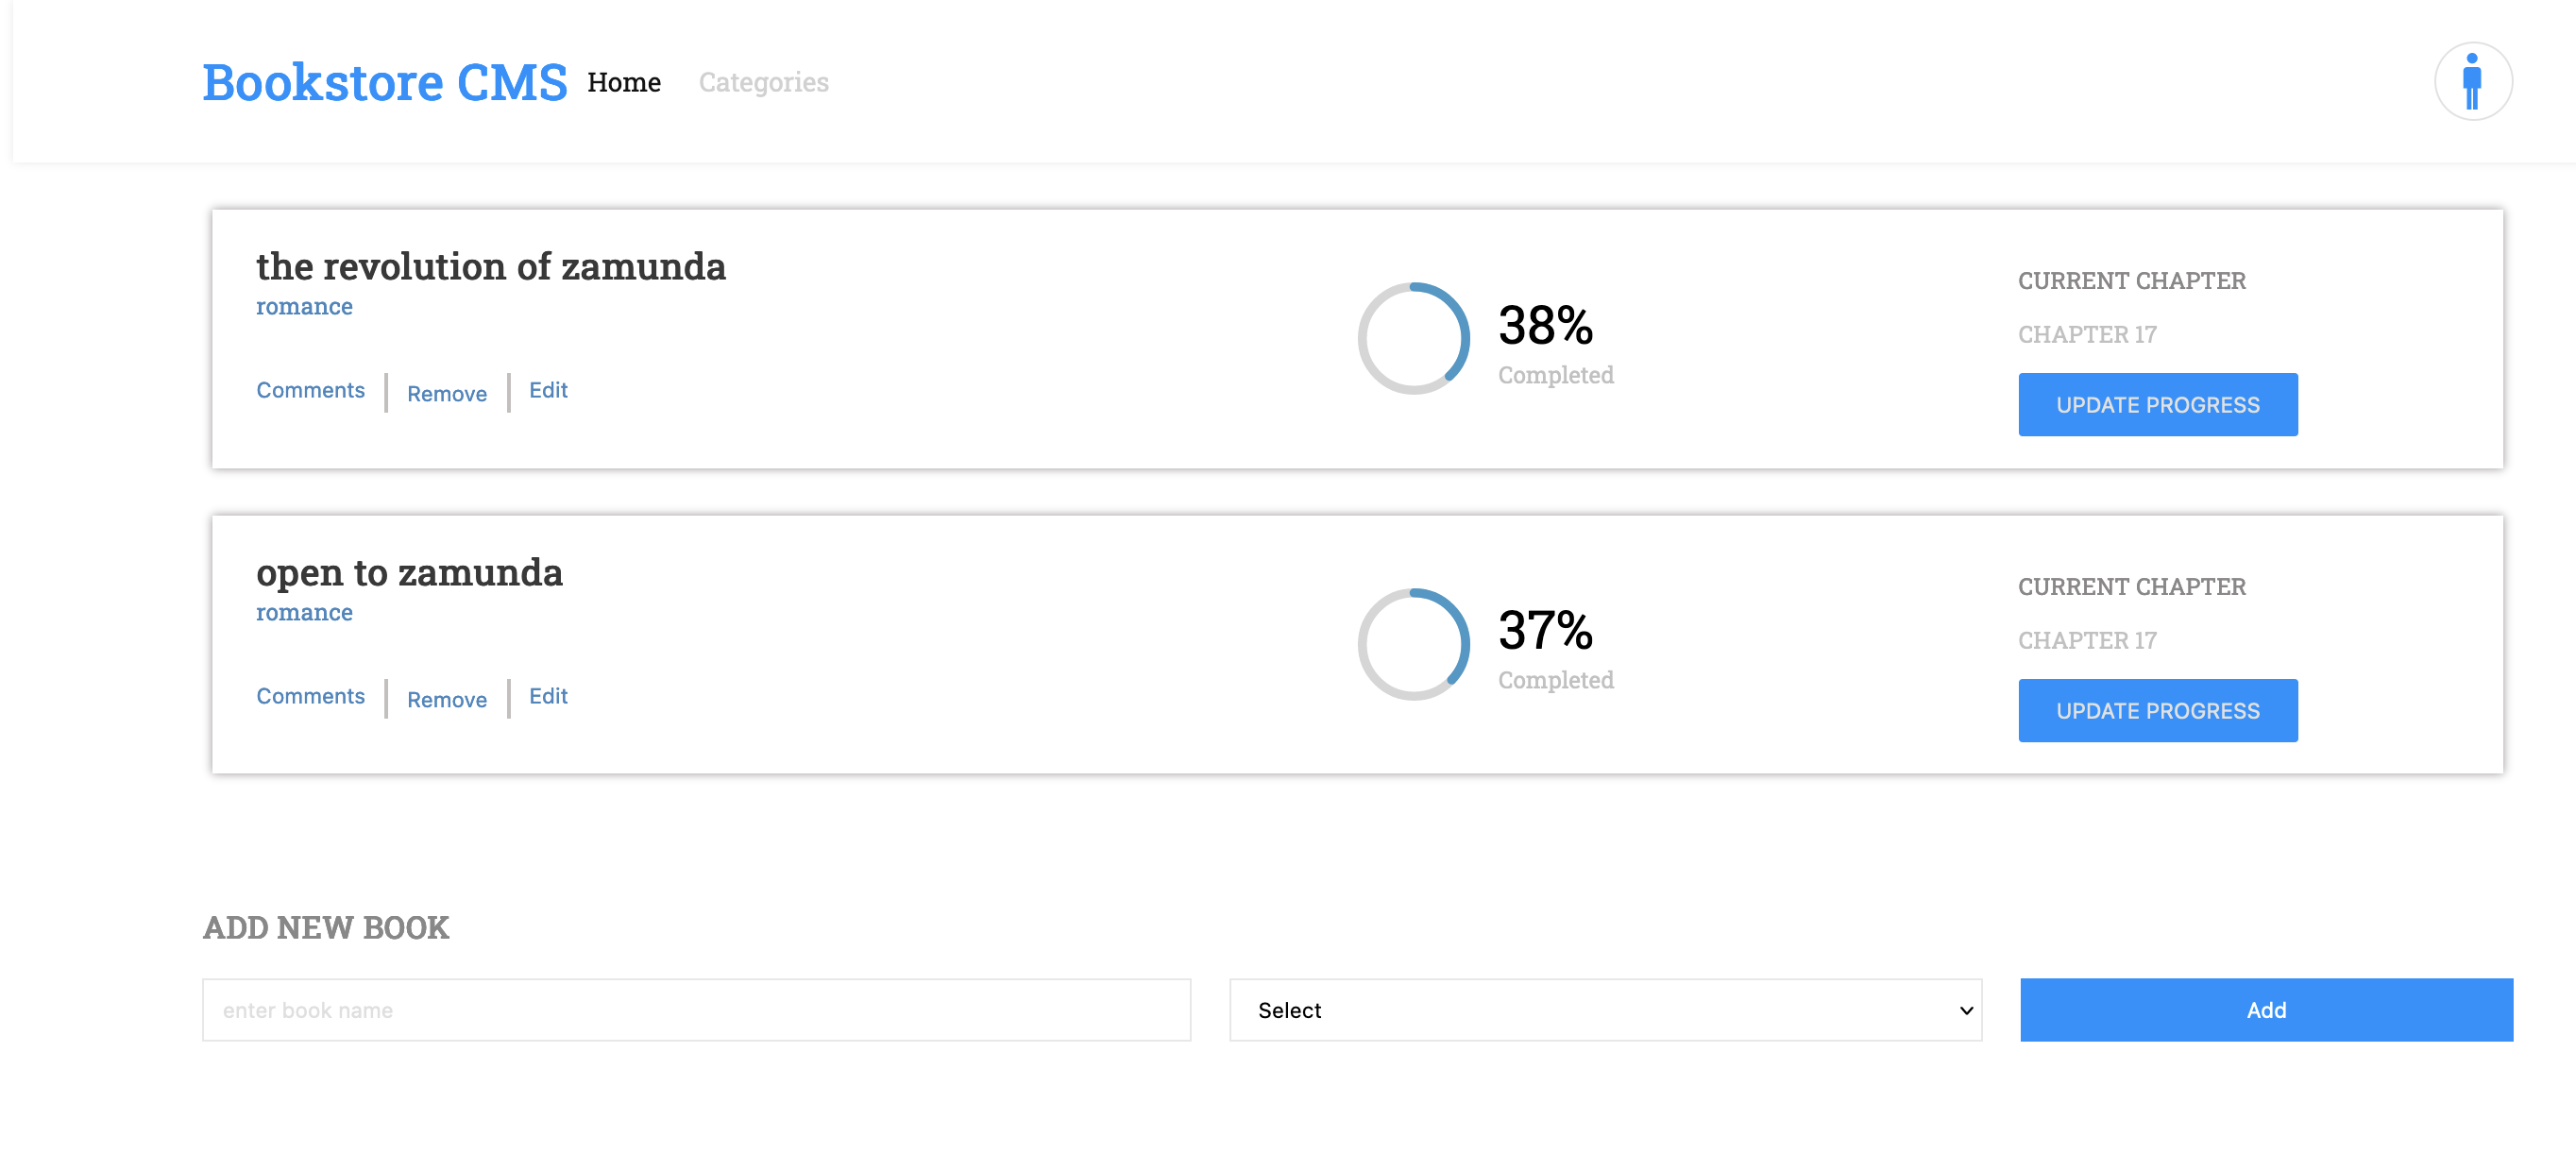 Bookstore CMS Home Categories
the revolution of zamunda
romance
Comments Remove Edit
38%
Completed
CURRENT CHAPTER
CHAPTER 17
UPDATE PROGRESS
open to zamunda
romance
Comments Remove Edit
37%
Completed
CURRENT CHAPTER
CHAPTER 17
UPDATE PROGRESS
ADD NEW BOOK
enter book name Select Add